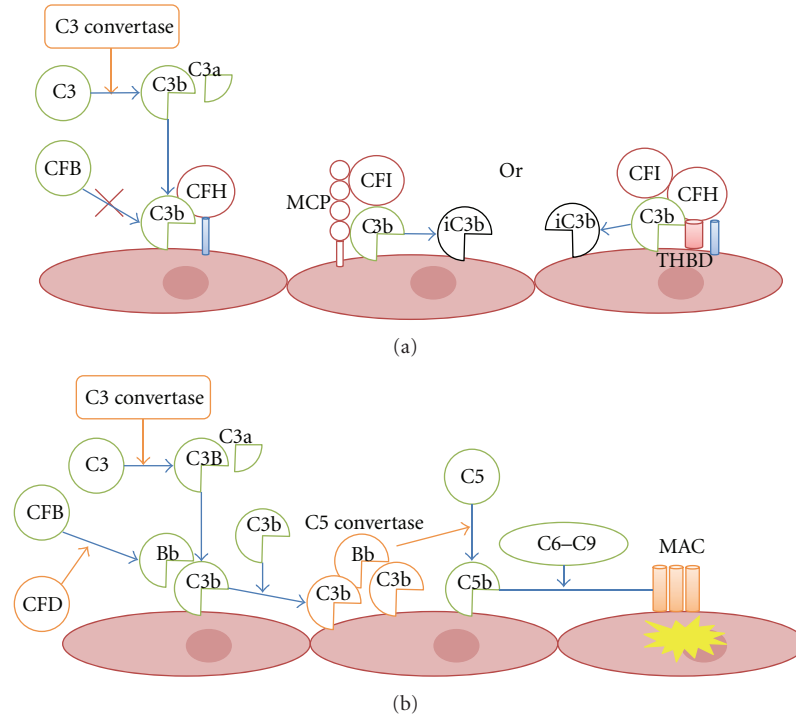 C3 convertase
C3
C3b
C3a
CFB
C3b
CFH
MCP
CFI
C3b
iC3b
Or
CFI
CFH
iC3b
C3b
THBD
(a)
C3 convertase
C3
C3B
C3a
CFB
CFD
Bb
C3b
C3b
C5 convertase
Bb
C3b
C3b
C5
C5b
C6–C9
MAC
(b)